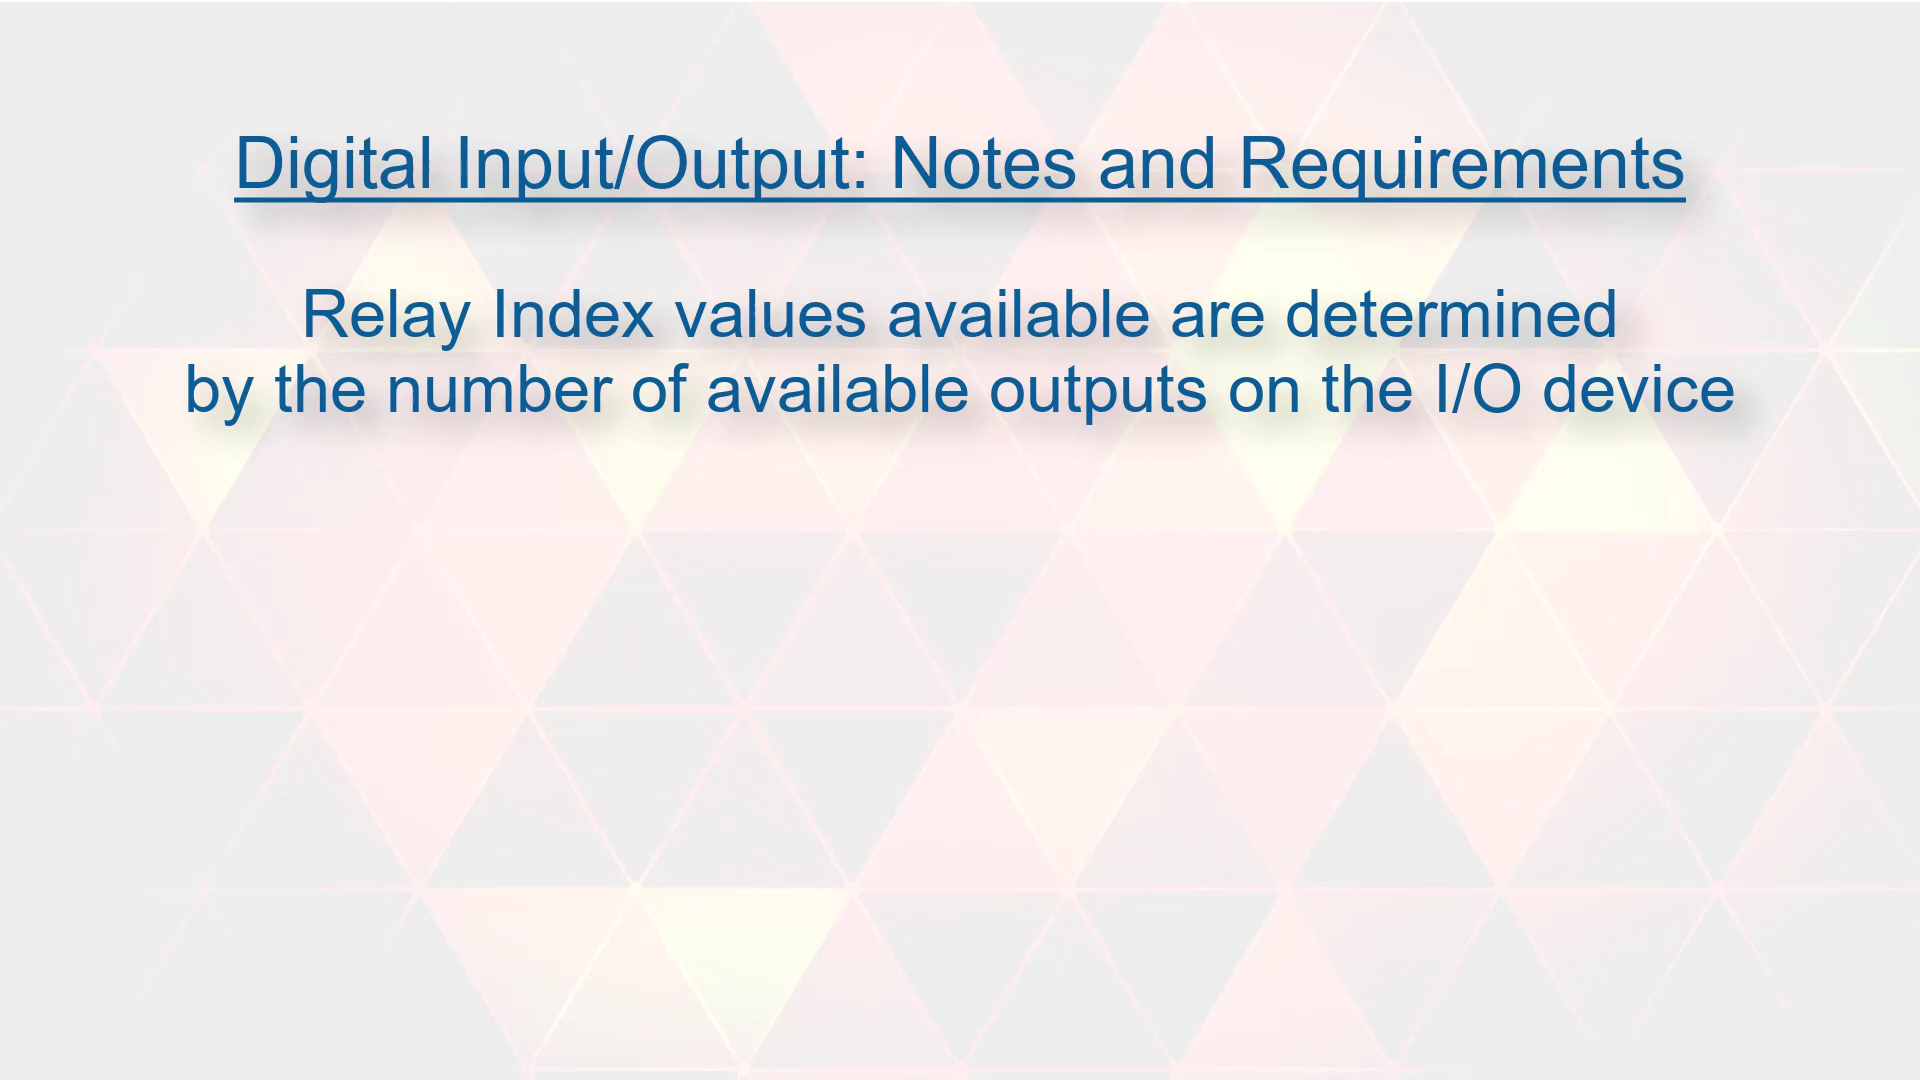 Digital Input/Output: Notes and Requirements
Relay Index values available are determined
by the number of available outputs on the I/O device